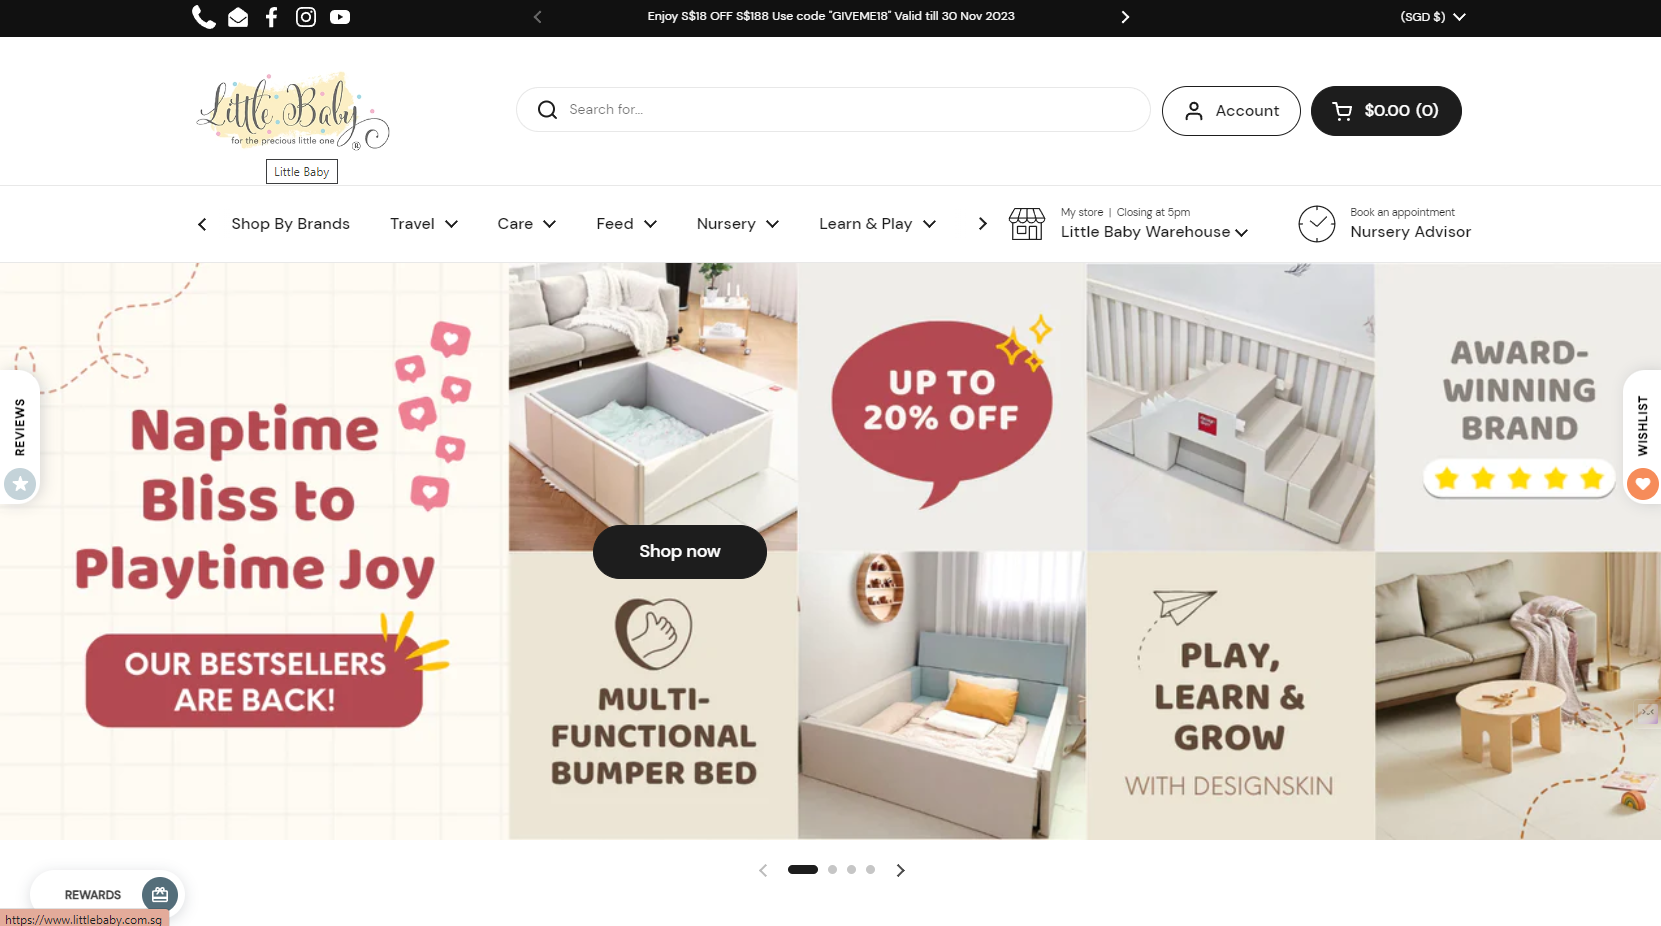 Enjoy S$18 OFF S$188 Use code "GIVEME18" Valid till 30 Nov 2023
(SGD $)
Little Baby
for the precious little one
®
Little Baby
Search for...
Account
$0.00 (0)
Shop By Brands
Travel
Care
Feed
Nursery
Learn & Play
My store | Closing at 5pm
Little Baby Warehouse
Book an appointment
Nursery Advisor
Naptime
Bliss to
Playtime Joy
OUR BESTSELLERS
ARE BACK!
UP TO
20% OFF
AWARD-
WINNING
BRAND
Shop now
MULTI-
FUNCTIONAL
BUMPER BED
PLAY,
LEARN &
GROW
WITH DESIGNSKIN
REVIEWS
WISHLIST
REWARDS
https://www.littlebaby.com.sg